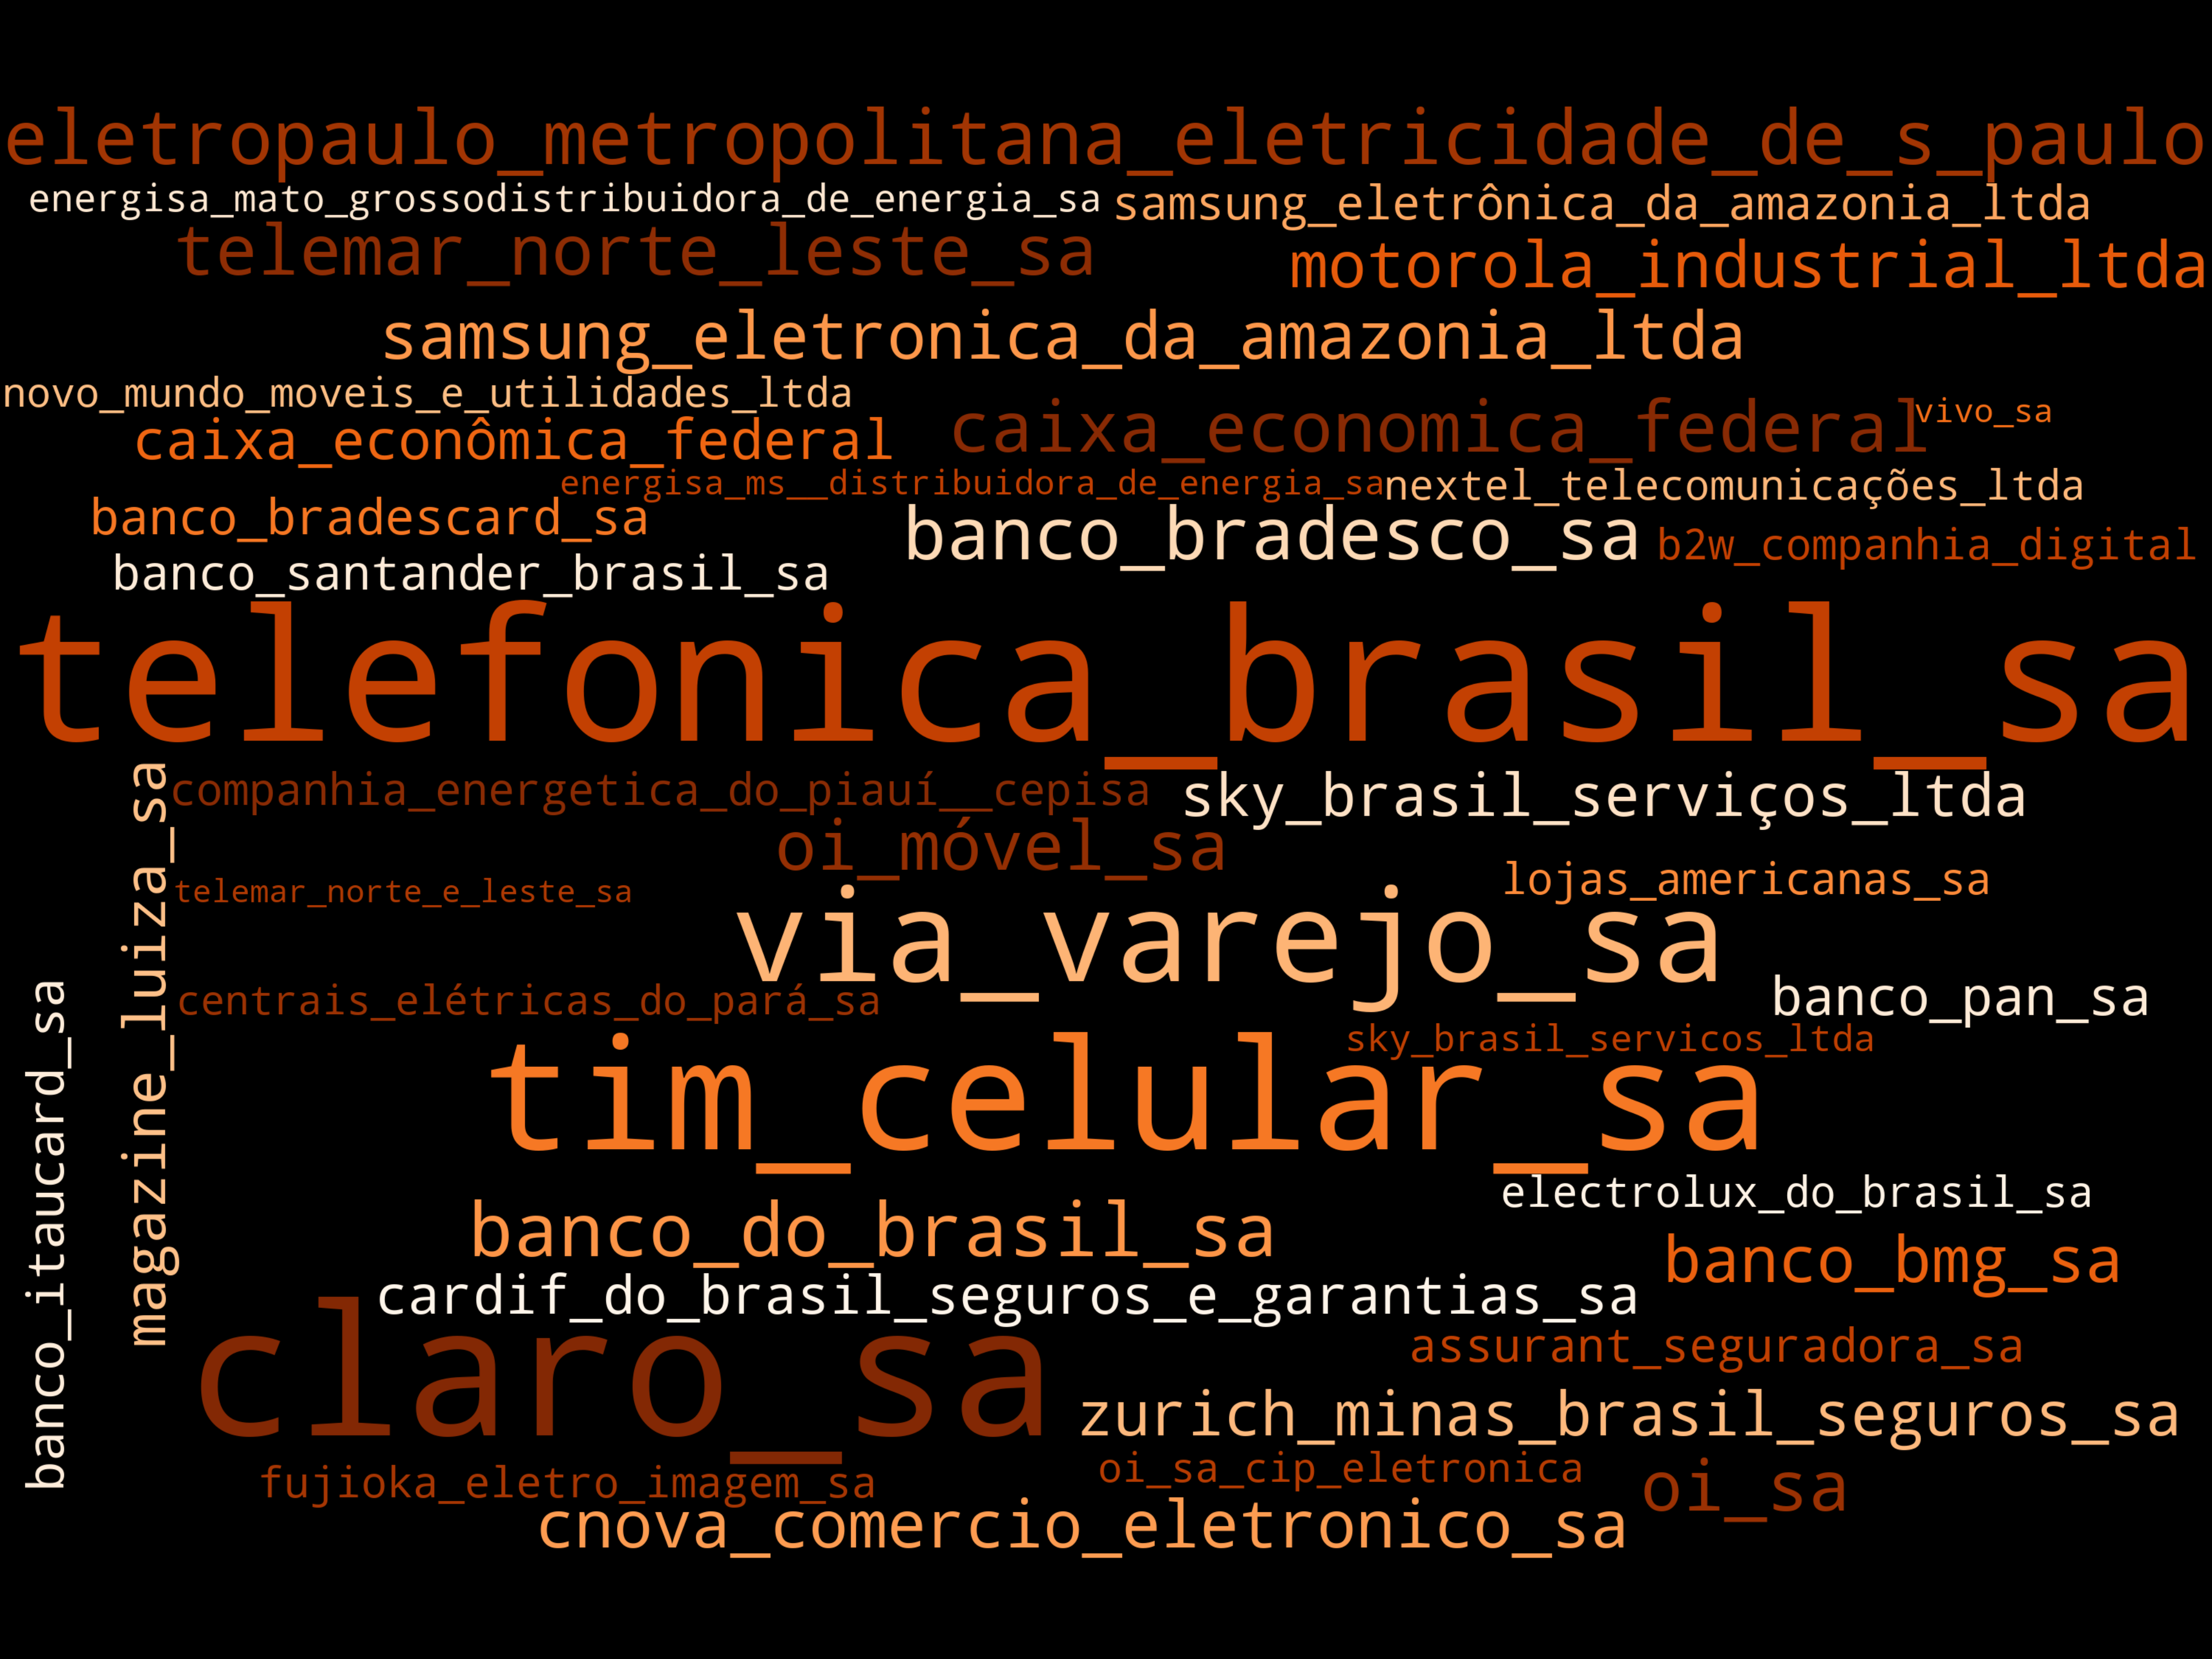 eletropaulo_metropolitana_eletricidade_de_s_paulo
energisa_mato_grossodistribuidora_de_energia_sa
samsung_eletrônica_da_amazonia_ltda
telemar_norte_leste_sa
motorola_industrial_ltda
samsung_eletronica_da_amazonia_ltda
novo_mundo_moveis_e_utilidades_ltda
caixa_economica_federal
vivo_sa
caixa_econômica_federal
energisa_ms__distribuidora_de_energia_sa
nextel_telecomunicações_ltda
banco_bradescard_sa
banco_bradesco_sa
b2w_companhia_digital
banco_santander_brasil_sa
telefonica_brasil_sa
companhia_energetica_do_piauí__cepisa
sky_brasil_serviços_ltda
oi_móvel_sa
lojas_americanas_sa
telemar_norte_e_leste_sa
via_varejo_sa
magazine_luiza_sa
centrais_elétricas_do_pará_sa
banco_pan_sa
sky_brasil_servicos_ltda
tim_celular_sa
banco_itaucard_sa
electrolux_do_brasil_sa
banco_do_brasil_sa
banco_bmg_sa
cardif_do_brasil_seguros_e_garantias_sa
claro_sa
assurant_seguradora_sa
zurich_minas_brasil_seguros_sa
oi_sa_cip_eletronica
fujioka_eletro_imagem_sa
oi_sa
cnova_comercio_eletronico_sa